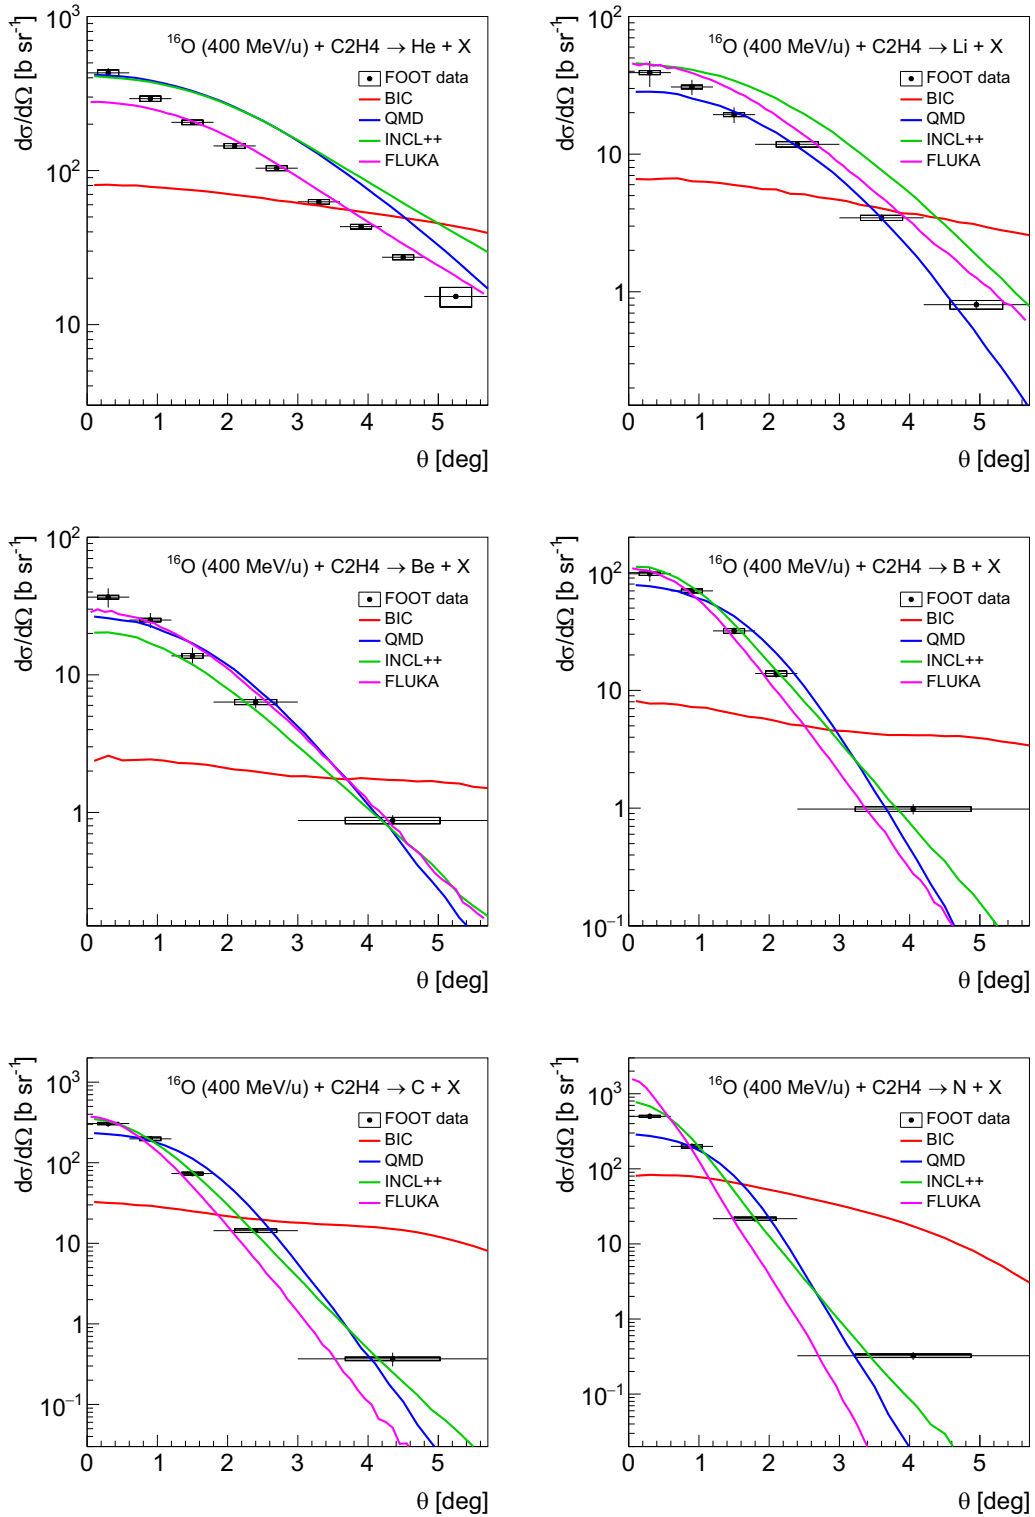 dσ/dΩ [b sr⁻¹]
¹⁶O (400 MeV/u) + C2H4 → He + X
FOOT data
BIC
QMD
INCL++
FLUKA
10³
10²
10
0 1 2 3 4 5
θ [deg]
dσ/dΩ [b sr⁻¹]
¹⁶O (400 MeV/u) + C2H4 → Li + X
FOOT data
BIC
QMD
INCL++
FLUKA
10²
10
1
0 1 2 3 4 5
θ [deg]
dσ/dΩ [b sr⁻¹]
¹⁶O (400 MeV/u) + C2H4 → Be + X
FOOT data
BIC
QMD
INCL++
FLUKA
10²
10
1
0 1 2 3 4 5
θ [deg]
dσ/dΩ [b sr⁻¹]
¹⁶O (400 MeV/u) + C2H4 → B + X
FOOT data
BIC
QMD
INCL++
FLUKA
10²
10
1
10⁻¹
0 1 2 3 4 5
θ [deg]
dσ/dΩ [b sr⁻¹]
¹⁶O (400 MeV/u) + C2H4 → C + X
FOOT data
BIC
QMD
INCL++
FLUKA
10³
10²
10
1
10⁻¹
0 1 2 3 4 5
θ [deg]
dσ/dΩ [b sr⁻¹]
¹⁶O (400 MeV/u) + C2H4 → N + X
FOOT data
BIC
QMD
INCL++
FLUKA
10³
10²
10
1
10⁻¹
0 1 2 3 4 5
θ [deg]